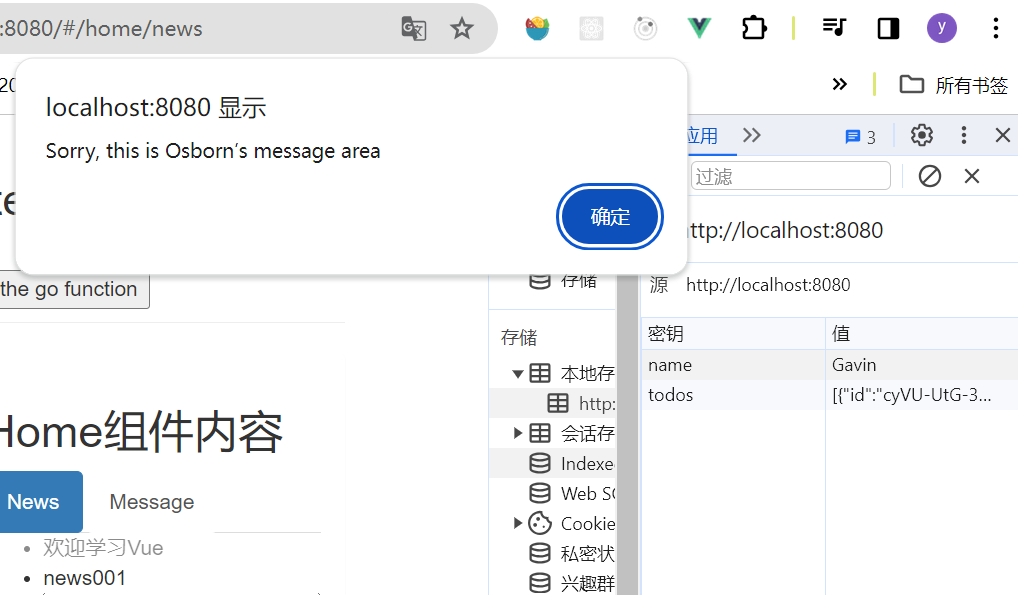 :8080/#/home/news
y
所有书签
localhost:8080 显示
Sorry, this is Osborn's message area
确定
应用
3
过滤
ttp://localhost:8080
the go function
存储
源 http://localhost:8080
存储
密钥 值
本地存
name Gavin
http:
todos [{"id":"cyVU-UtG-3...
会话存
Home组件内容
Indexe
News Message
Web SQ
Cookie
欢迎学习Vue
私密状
news001
兴趣群